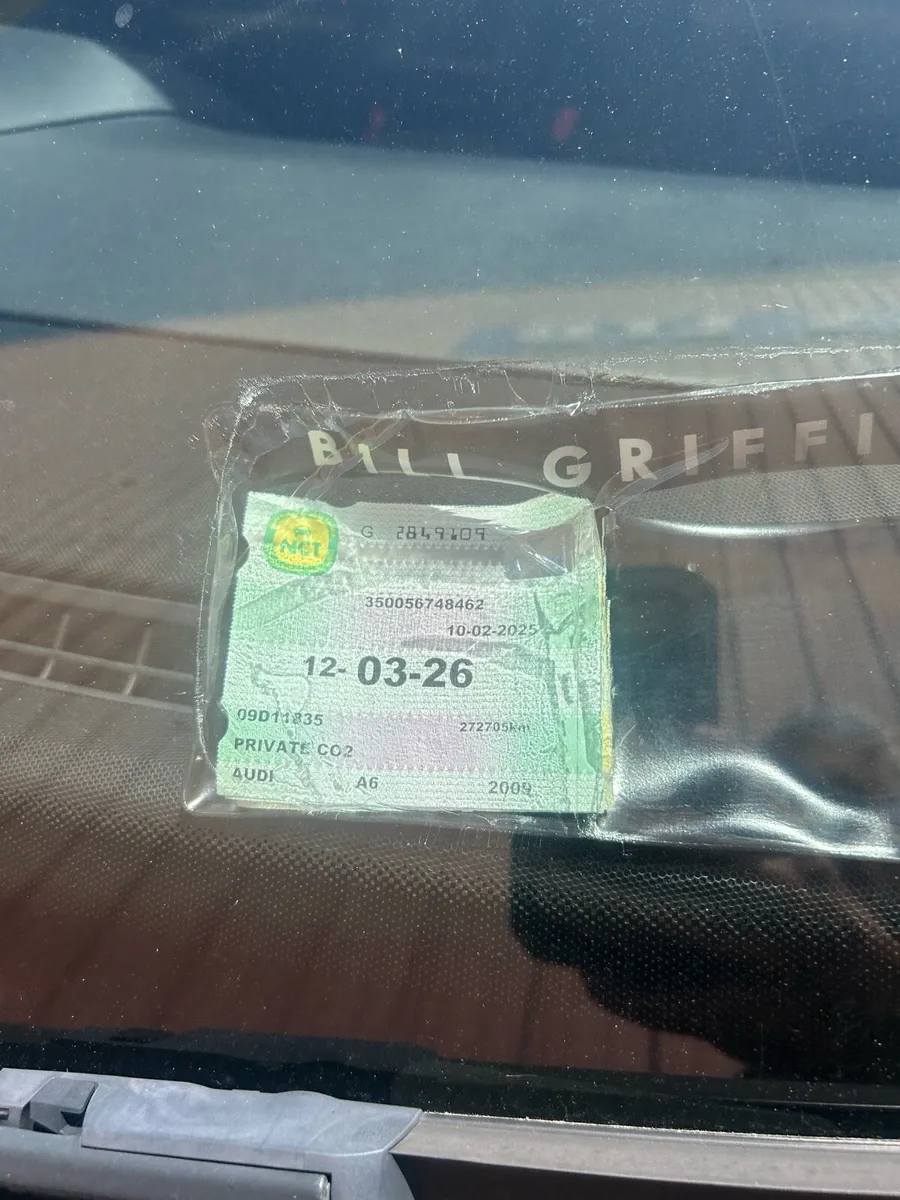 BILL GRIFFI
NCT
G 2849109
350056748462
10-02-2025
12- 03-26
09D11835
272705km
PRIVATE CO2
AUDI A6 2009